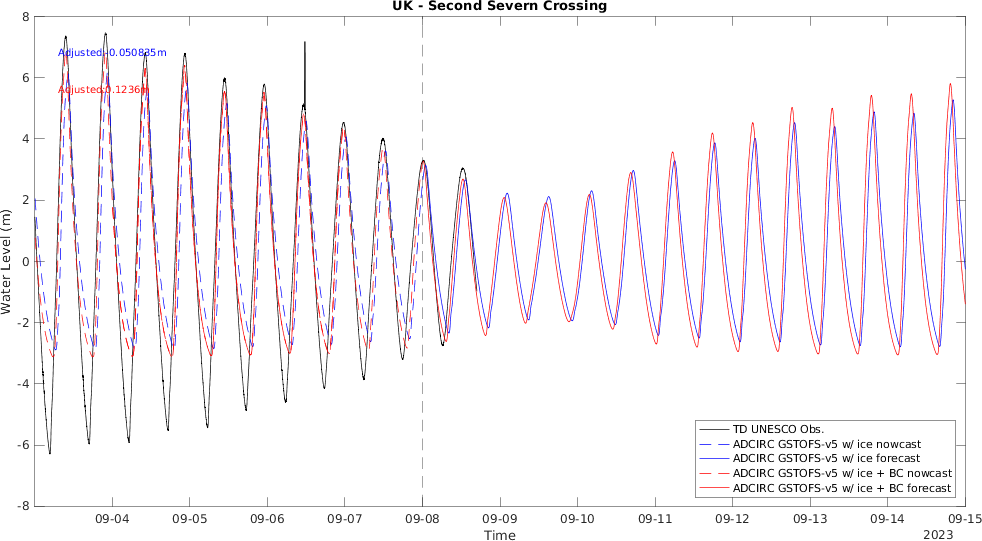 UK - Second Severn Crossing
8
6
4
2
0
-2
-4
-6
-8
Water Level (m)
Adjusted:-0.050835m
Adjusted:0.1236m
TD UNESCO Obs.
ADCIRC GSTOFS-v5 w/ ice nowcast
ADCIRC GSTOFS-v5 w/ ice forecast
ADCIRC GSTOFS-v5 w/ ice + BC nowcast
ADCIRC GSTOFS-v5 w/ ice + BC forecast
09-04 09-05 09-06 09-07 09-08 09-09 09-10 09-11 09-12 09-13 09-14 09-15
Time
2023